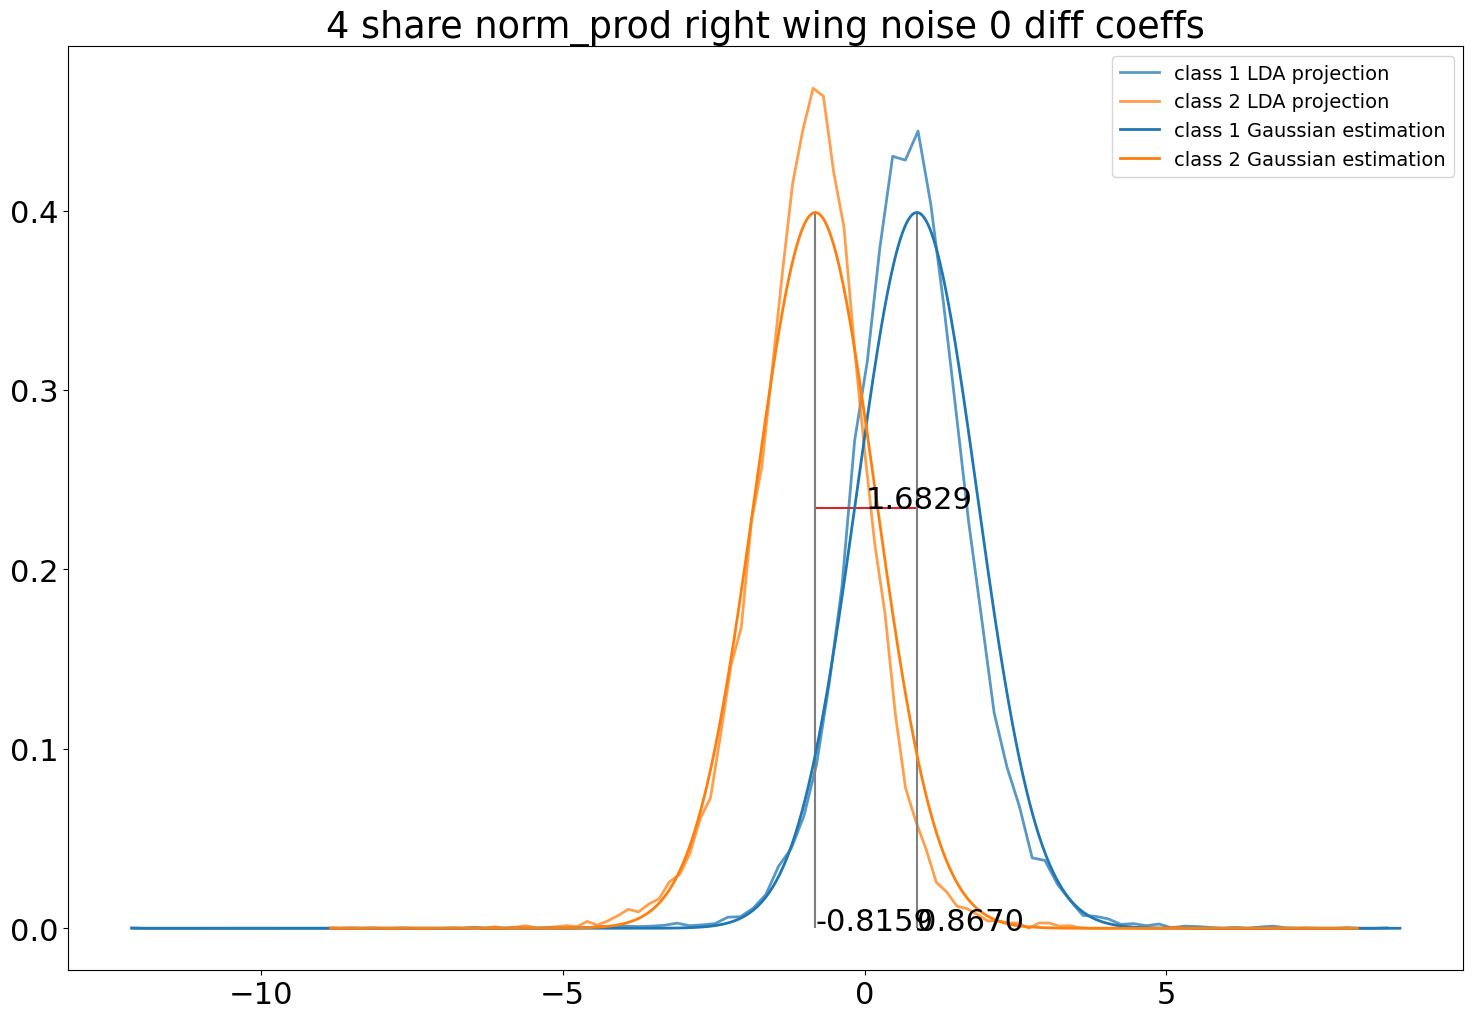 4 share norm_prod right wing noise 0 diff coeffs
class 1 LDA projection
class 2 LDA projection
class 1 Gaussian estimation
class 2 Gaussian estimation
0.4
0.3
1.6829
0.2
0.1
0.0
-0.8159
0.8670
−10
−5
0
5